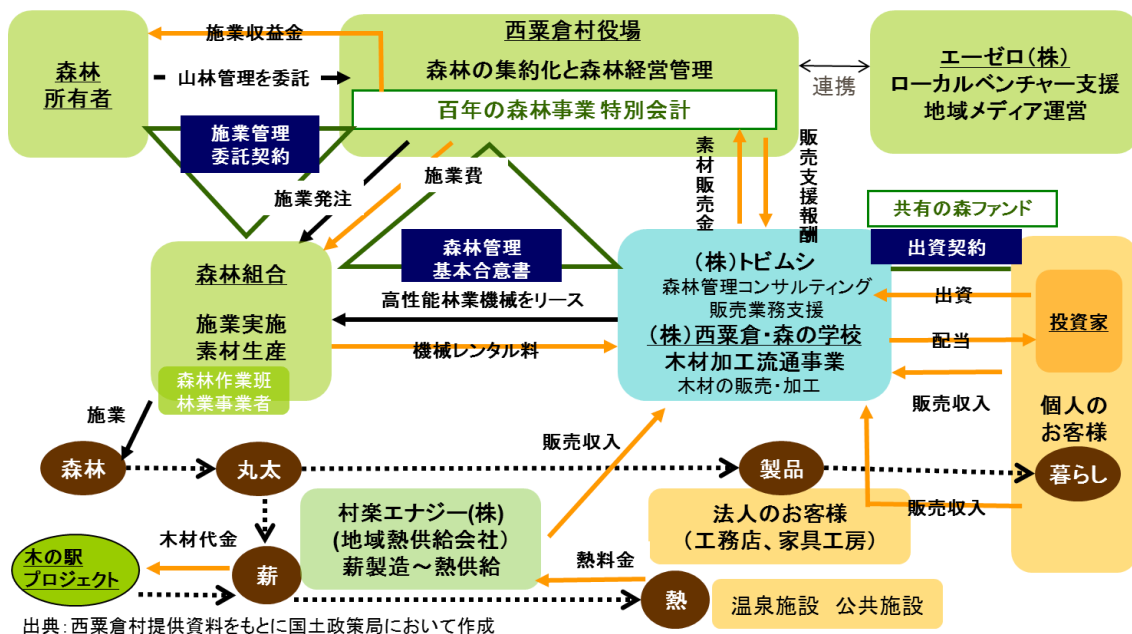 森林
所有者
施業収益金
山林管理を委託
西粟倉村役場
森林の集約化と森林経営管理
百年の森林事業 特別会計
連携
エーゼロ(株)
ローカルベンチャー支援
地域メディア運営
施業管理
委託契約
施業発注
施業費
素材販売金
販売支援報酬
共有の森ファンド
出資契約
森林管理
基本合意書
森林組合
施業実施
素材生産
森林作業班
林業事業者
高性能林業機械をリース
機械レンタル料
(株)トビムシ
森林管理コンサルティング
販売業務支援
(株)西粟倉・森の学校
木材加工流通事業
木材の販売・加工
出資
配当
投資家
販売収入
個人の
お客様
施業
販売収入
森林
丸太
製品
暮らし
村楽エナジー(株)
(地域熱供給会社)
薪製造～熱供給
法人のお客様
(工務店、家具工房)
販売収入
木の駅
プロジェクト
木材代金
薪
熱料金
熱
温泉施設 公共施設
出典:西粟倉村提供資料をもとに国土政策局において作成